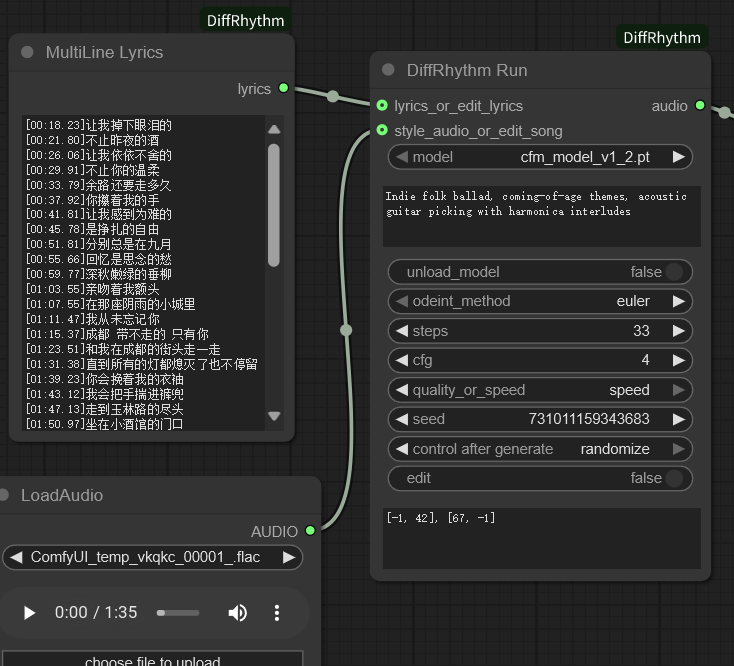 DiffRhythm
MultiLine Lyrics
lyrics
[00:18.23]让我掉下眼泪的
[00:21.80]不止昨夜的酒
[00:26.06]让我依依不舍的
[00:29.91]不止你的温柔
[00:33.79]余路还要走多久
[00:37.92]你攥着我的手
[00:41.81]让我感到为难的
[00:45.78]是挣扎的自由
[00:51.81]分别总是在九月
[00:55.66]回忆是思念的愁
[00:59.77]深秋嫩绿的垂柳
[01:03.55]亲吻着我额头
[01:07.55]在那座阴雨的小城里
[01:11.47]我从未忘记你
[01:15.37]成都 带不走的 只有你
[01:23.51]和我在成都的街头走一走
[01:31.38]直到所有的灯都熄灭了也不停留
[01:39.23]你会挽着我的衣袖
[01:43.12]我会把手揣进裤兜
[01:47.13]走到玉林路的尽头
[01:50.97]坐在小酒馆的门口
LoadAudio
AUDIO
ComfyUI_temp_vkqkc_00001_.flac
0:00 / 1:35
choose file to upload
DiffRhythm
DiffRhythm Run
lyrics_or_edit_lyrics
audio
style_audio_or_edit_song
model cfm_model_v1_2.pt
Indie folk ballad, coming-of-age themes, acoustic
guitar picking with harmonica interludes
unload_model false
odeint_method euler
steps 33
cfg 4
quality_or_speed speed
seed 731011159343683
control after generate randomize
edit false
[-1, 42], [67, -1]